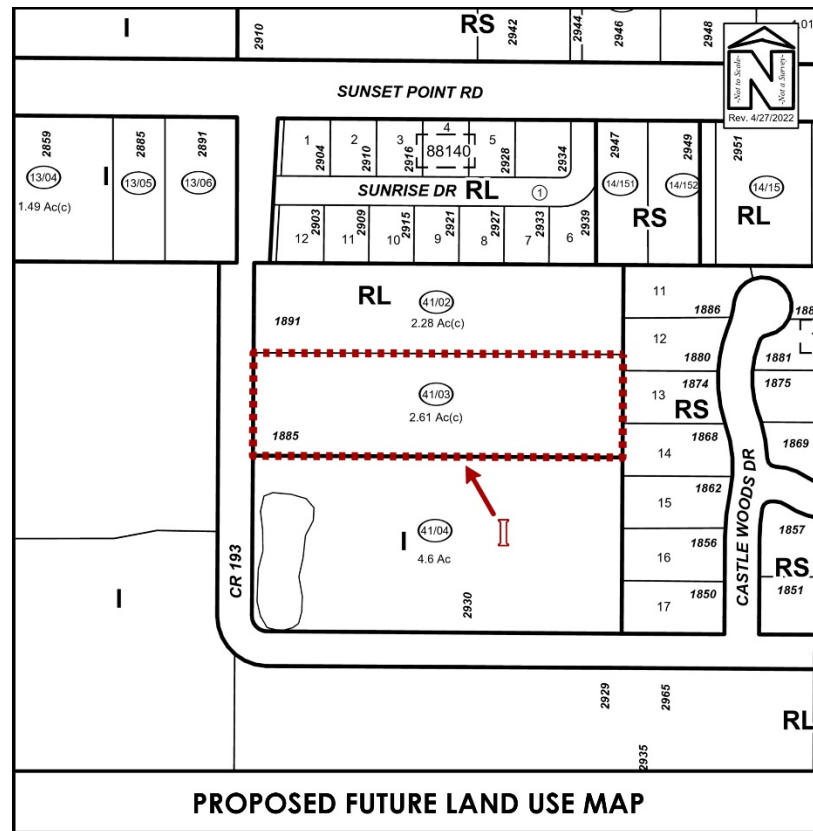 I
2910
RS
2942
2944
2946
2948
-Not to Scale-
N
-Not a Survey-
Rev. 4/27/2022
SUNSET POINT RD
2859
2885
2891
13/04
I
13/05
13/06
1.49 Ac(c)
1
2904
2
2910
3
2916
4
88140
5
2928
2934
SUNRISE DR
RL
1
12
2903
11
2909
10
2915
9
2921
8
2927
7
2933
6
2939
2947
2949
14/151
14/152
RS
2951
14/15
RL
RL
41/02
2.28 Ac(c)
1891
41/03
2.61 Ac(c)
1885
I
I
41/04
4.6 Ac
2930
CR 193
I
11
1886
12
1880
1881
13
1874
1875
RS
14
1868
1869
15
1862
16
1856
1857
RS
17
1850
1851
CASTLE WOODS DR
2929
2965
2935
RL
PROPOSED FUTURE LAND USE MAP